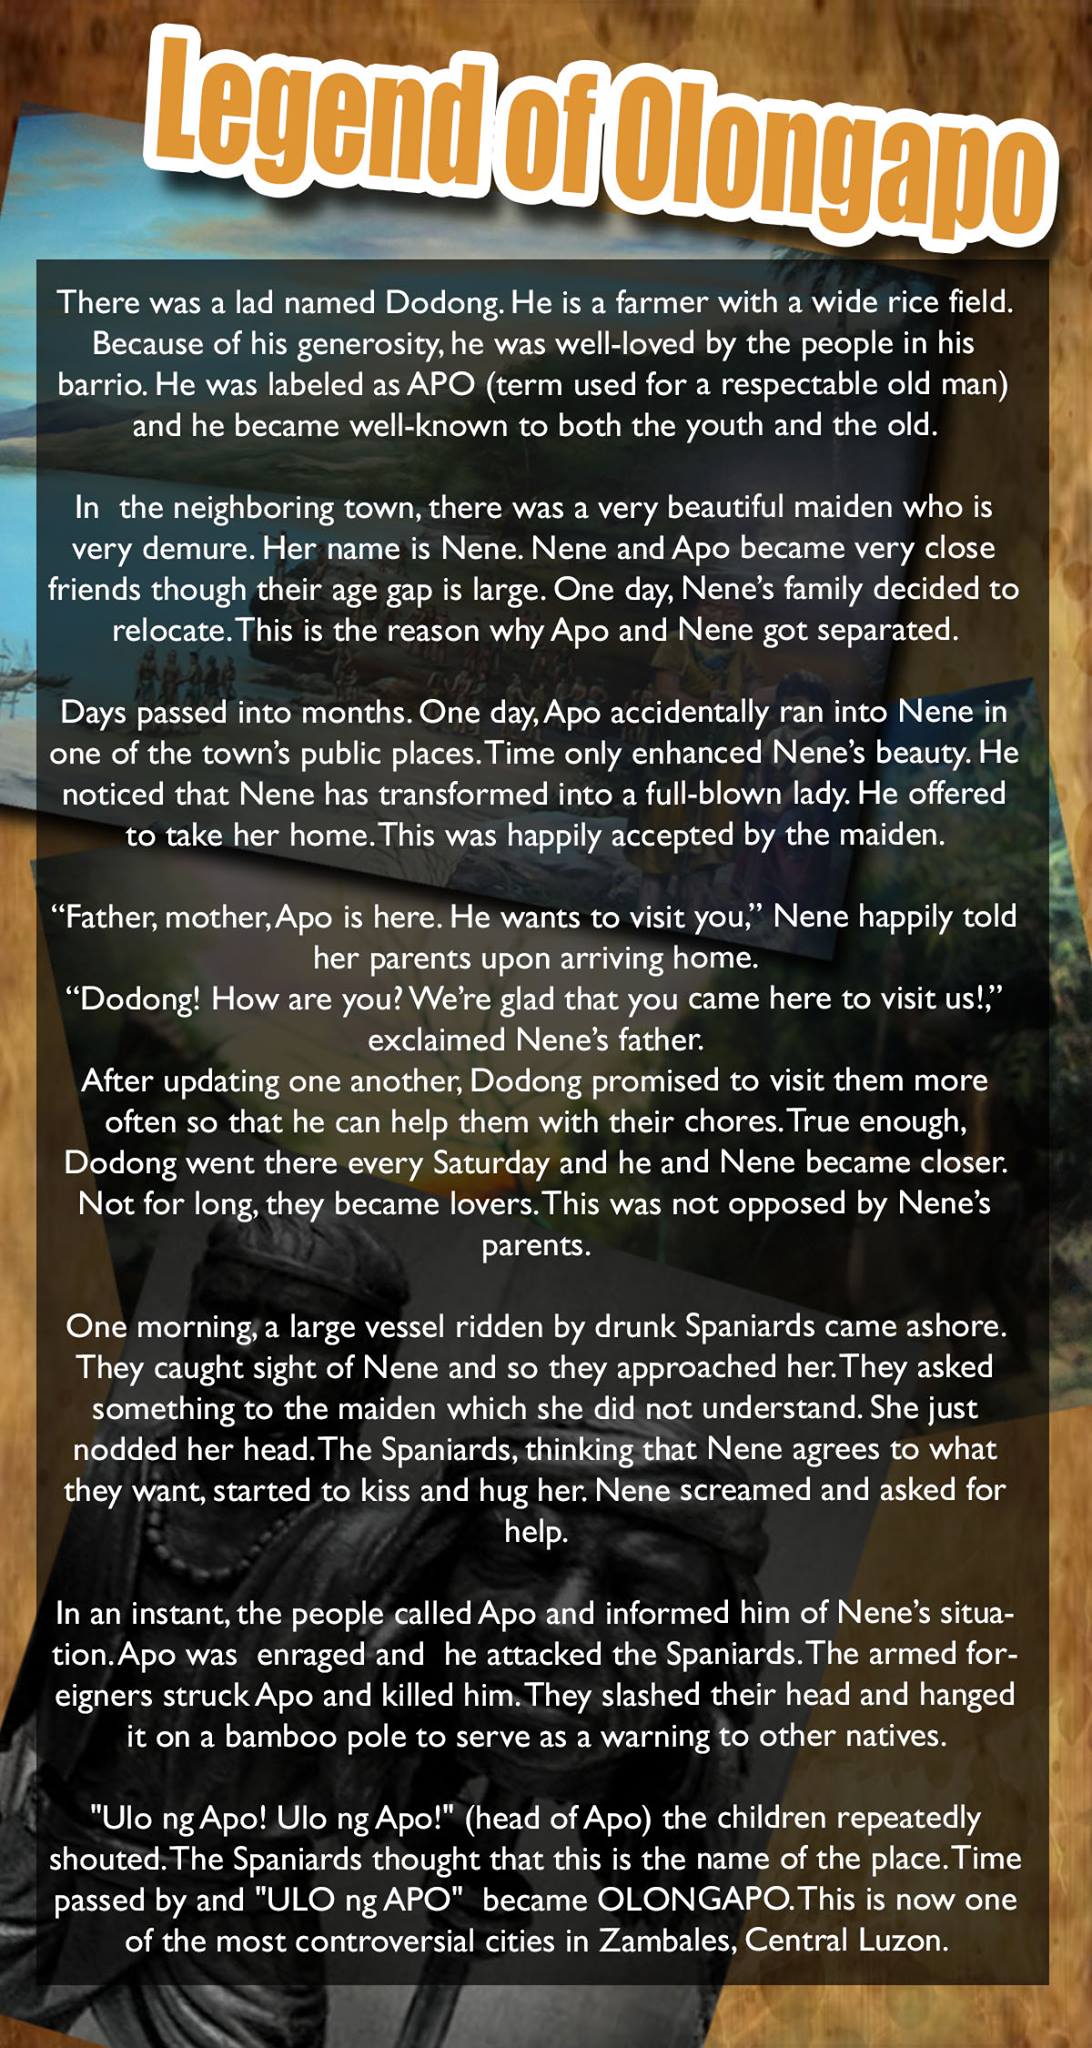 Legend of Olongapo
There was a lad named Dodong. He is a farmer with a wide rice field.
Because of his generosity, he was well-loved by the people in his
barrio. He was labeled as APO (term used for a respectable old man)
and he became well-known to both the youth and the old.
In  the neighboring town, there was a very beautiful maiden who is
very demure. Her name is Nene. Nene and Apo became very close
friends though their age gap is large. One day, Nene’s family decided to
relocate. This is the reason why Apo and Nene got separated.
Days passed into months. One day, Apo accidentally ran into Nene in
one of the town’s public places. Time only enhanced Nene’s beauty. He
noticed that Nene has transformed into a full-blown lady. He offered
to take her home. This was happily accepted by the maiden.
“Father, mother, Apo is here. He wants to visit you,” Nene happily told
her parents upon arriving home.
“Dodong! How are you? We’re glad that you came here to visit us!,”
exclaimed Nene’s father.
After updating one another, Dodong promised to visit them more
often so that he can help them with their chores. True enough,
Dodong went there every Saturday and he and Nene became closer.
Not for long, they became lovers. This was not opposed by Nene’s
parents.
One morning, a large vessel ridden by drunk Spaniards came ashore.
They caught sight of Nene and so they approached her. They asked
something to the maiden which she did not understand. She just
nodded her head. The Spaniards, thinking that Nene agrees to what
they want, started to kiss and hug her. Nene screamed and asked for
help.
In an instant, the people called Apo and informed him of Nene’s situa-
tion. Apo was  enraged and  he attacked the Spaniards. The armed for-
eigners struck Apo and killed him. They slashed their head and hanged
it on a bamboo pole to serve as a warning to other natives.
"Ulo ng Apo! Ulo ng Apo!" (head of Apo) the children repeatedly
shouted. The Spaniards thought that this is the name of the place. Time
passed by and "ULO ng APO"  became OLONGAPO. This is now one
of the most controversial cities in Zambales, Central Luzon.